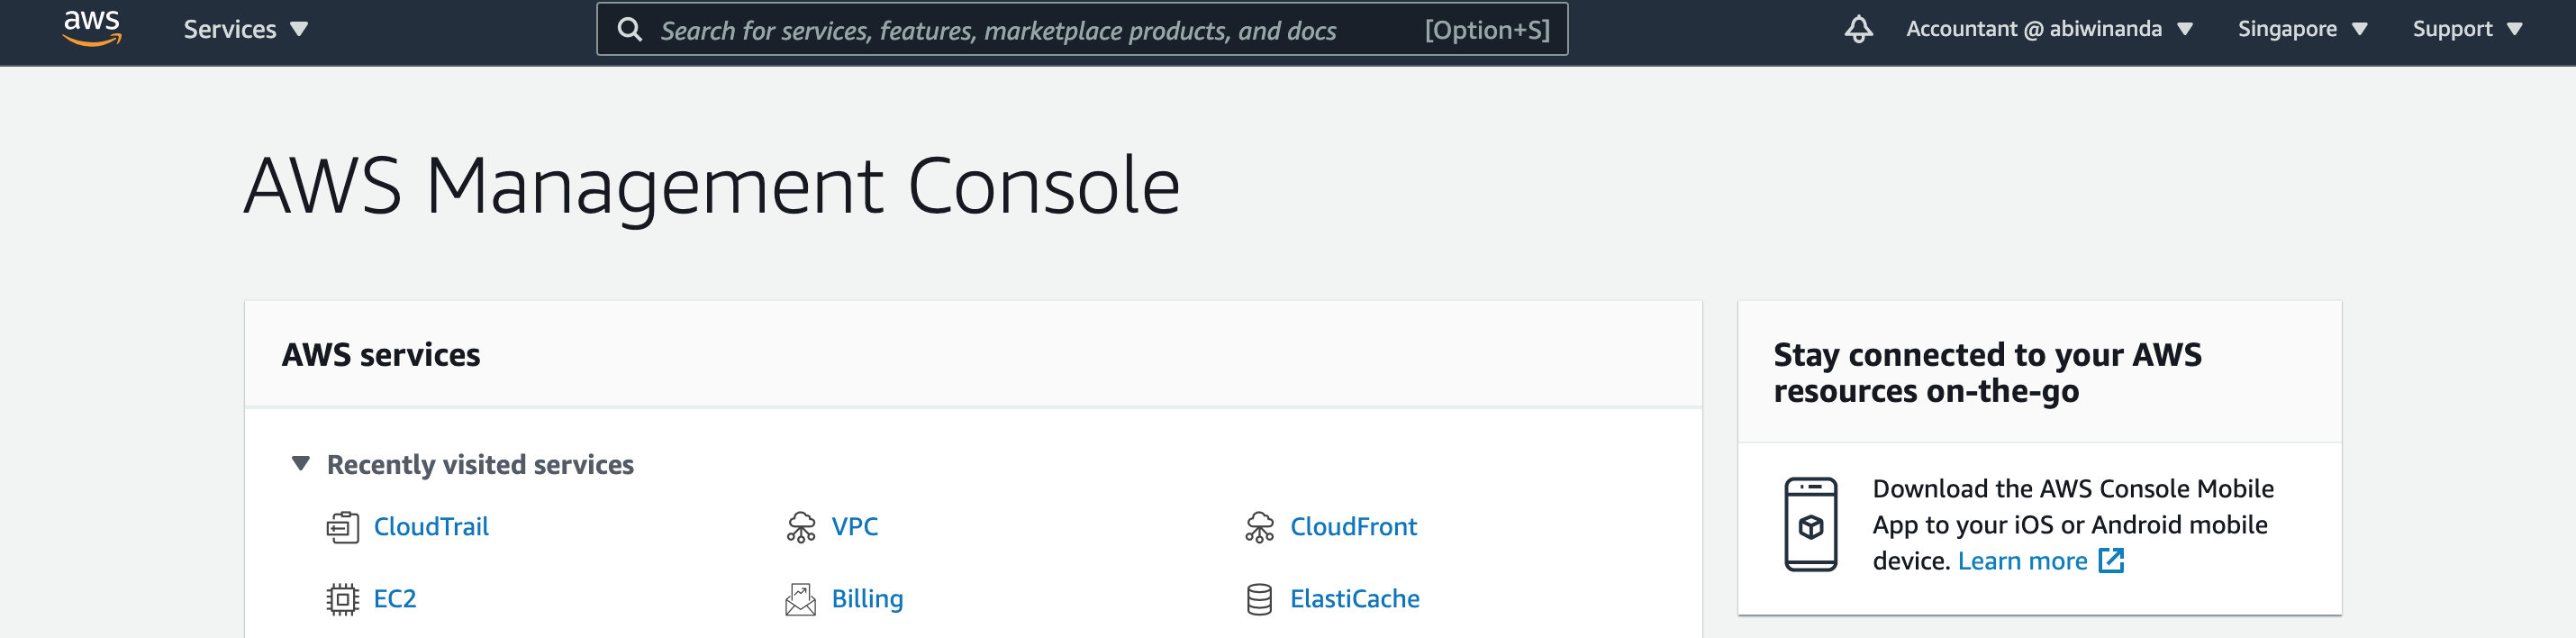 aws
Services
Search for services, features, marketplace products, and docs
[Option+S]
Accountant @ abiwinanda
Singapore
Support
AWS Management Console
AWS services
Recently visited services
CloudTrail
VPC
CloudFront
EC2
Billing
ElastiCache
Stay connected to your AWS
resources on-the-go
Download the AWS Console Mobile
App to your iOS or Android mobile
device. Learn more